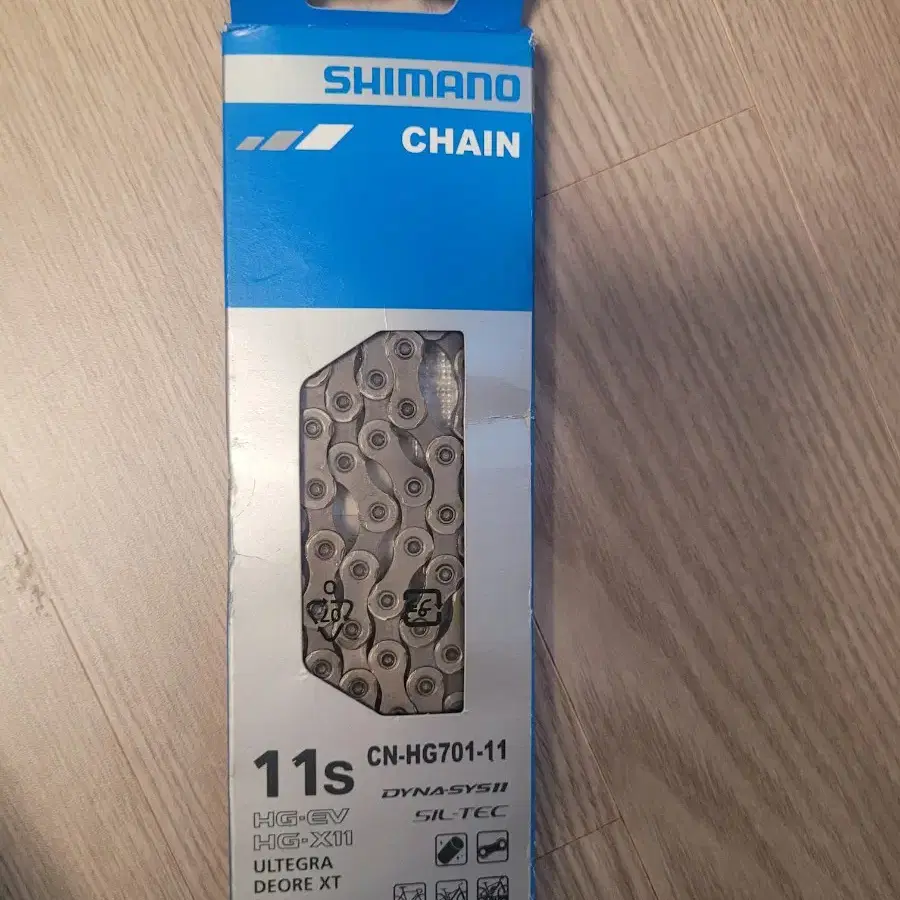 SHIMANO
CHAIN
20
11s
CN-HG701-11
DYNA-SYS11
SIL-TEC
HG-EV
HG-X11
ULTEGRA
DEORE XT